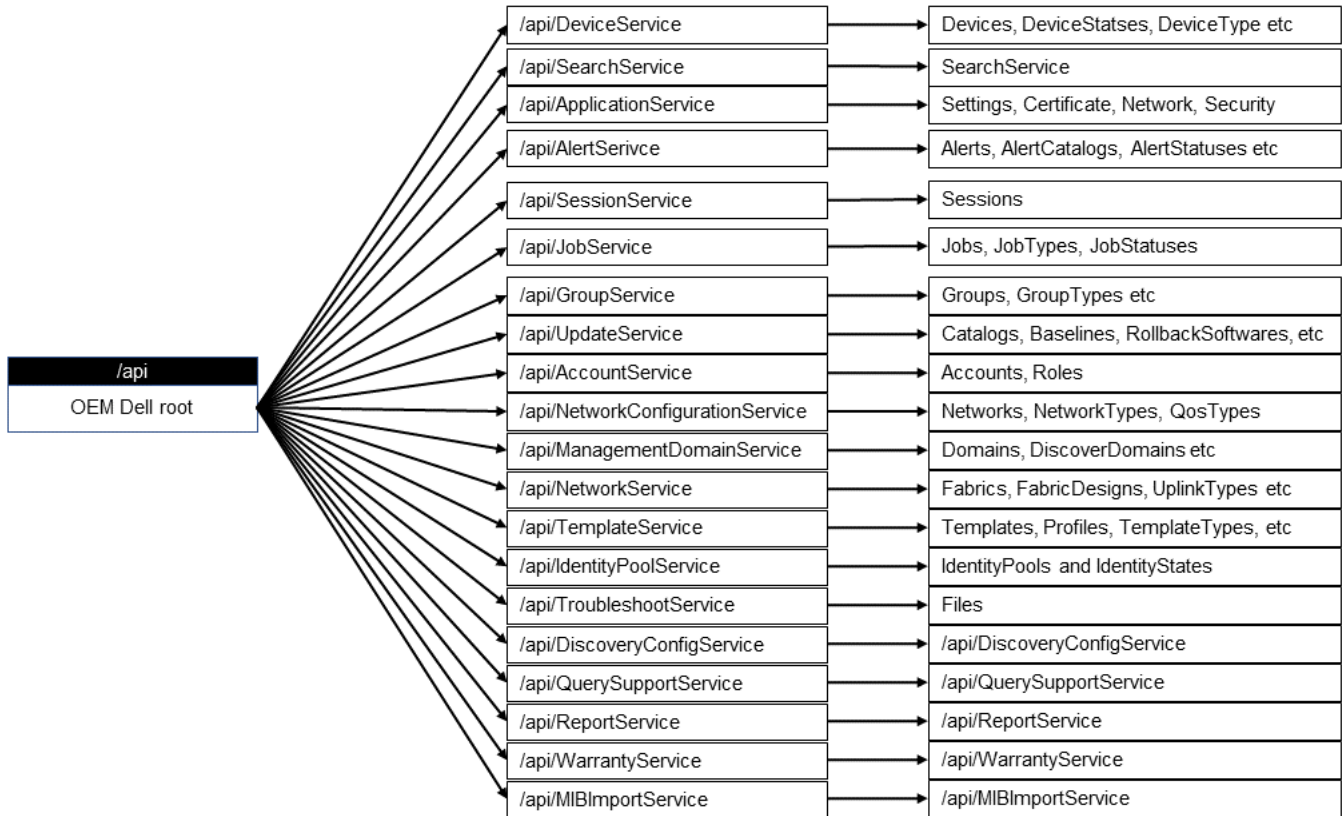 /api/DeviceService
Devices, DeviceStatses, DeviceType etc
/api/SearchService
SearchService
/api/ApplicationService
Settings, Certificate, Network, Security
/api/AlertSerivce
Alerts, AlertCatalogs, AlertStatuses etc
/api/SessionService
Sessions
/api/JobService
Jobs, JobTypes, JobStatuses
/api/GroupService
Groups, GroupTypes etc
/api/UpdateService
Catalogs, Baselines, RollbackSoftwares, etc
/api
OEM Dell root
/api/AccountService
Accounts, Roles
/api/NetworkConfigurationService
Networks, NetworkTypes, QosTypes
/api/ManagementDomainService
Domains, DiscoverDomains etc
/api/NetworkService
Fabrics, FabricDesigns, UplinkTypes etc
/api/TemplateService
Templates, Profiles, TemplateTypes, etc
/api/IdentityPoolService
IdentityPools and IdentityStates
/api/TroubleshootService
Files
/api/DiscoveryConfigService
/api/DiscoveryConfigService
/api/QuerySupportService
/api/QuerySupportService
/api/ReportService
/api/ReportService
/api/WarrantyService
/api/WarrantyService
/api/MIBImportService
/api/MIBImportService